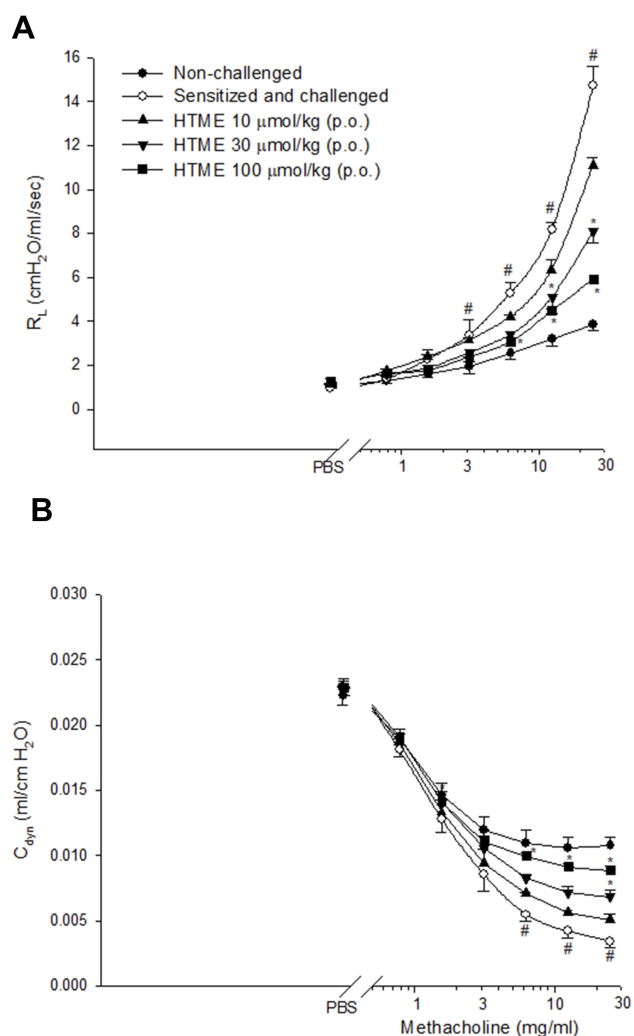 A
16
14
12
10
8
6
4
2
0
R_L (cmH₂O/ml/sec)
Non-challenged
Sensitized and challenged
HTME 10 μmol/kg (p.o.)
HTME 30 μmol/kg (p.o.)
HTME 100 μmol/kg (p.o.)
# # # # #
* * * * *
PBS 1 3 10 30
B
0.030
0.025
0.020
0.015
0.010
0.005
0.000
C_dyn (ml/cm H₂O)
* * * *
# # #
PBS 1 3 10 30
Methacholine (mg/ml)